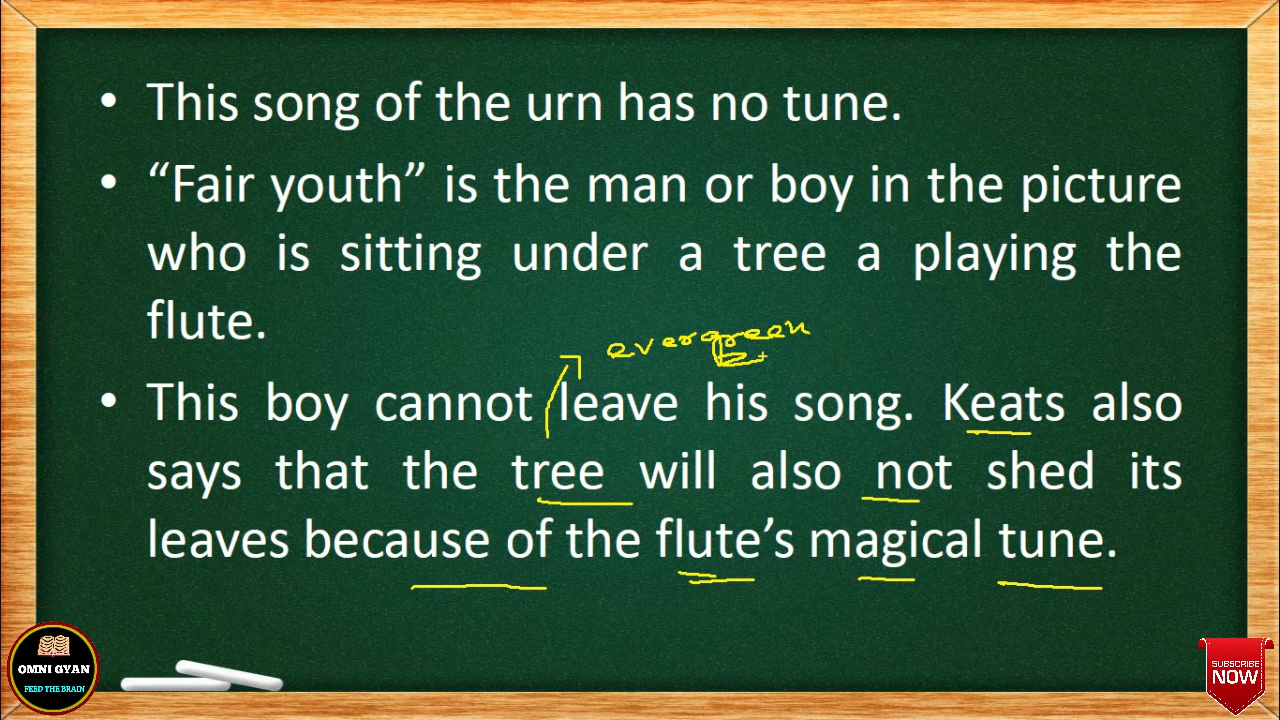 • This song of the urn has no tune.
• “Fair youth” is the man or boy in the picture
who is sitting under a tree a playing the
flute.
evergreen
• This boy cannot leave his song. Keats also
says that the tree will also not shed its
leaves because of the flute’s magical tune.
OMNI GYAN
FEED THE BRAIN
SUBSCRIBE
NOW